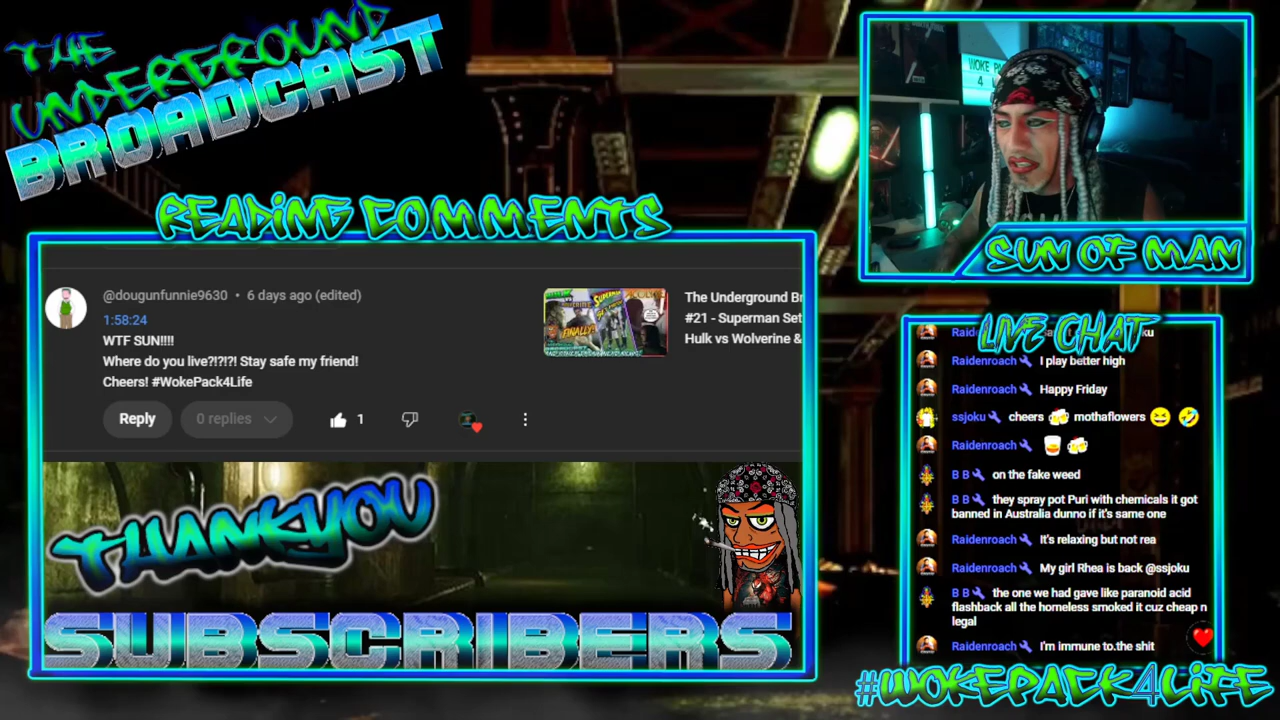 THE
UNDERGROUND
BROADCAST
READING COMMENTS
@dougunfunnie9630 • 6 days ago (edited)
1:58:24
WTF SUN!!!!
Where do you live?!?!?! Stay safe my friend!
Cheers! #WokePack4Life
Reply
0 replies
1
FINALLY!
The Underground Br
#21 - Superman Set
Hulk vs Wolverine &
THANKYOU
SUBSCRIBERS
WOKE
4
SUN OF MAN
LIVE CHAT
Raidenroach I play better high
Raidenroach Happy Friday
ssjoku cheers 🍻 mothaflowers 😆 🤣
Raidenroach 🥃 🍻
B B on the fake weed
B B they spray pot Puri with chemicals it got
banned in Australia dunno if it's same one
Raidenroach It's relaxing but not rea
Raidenroach My girl Rhea is back @ssjoku
B B the one we had gave like paranoid acid
flashback all the homeless smoked it cuz cheap n
legal
Raidenroach I'm immune to.the shit
#WOKEPACK4LIFE